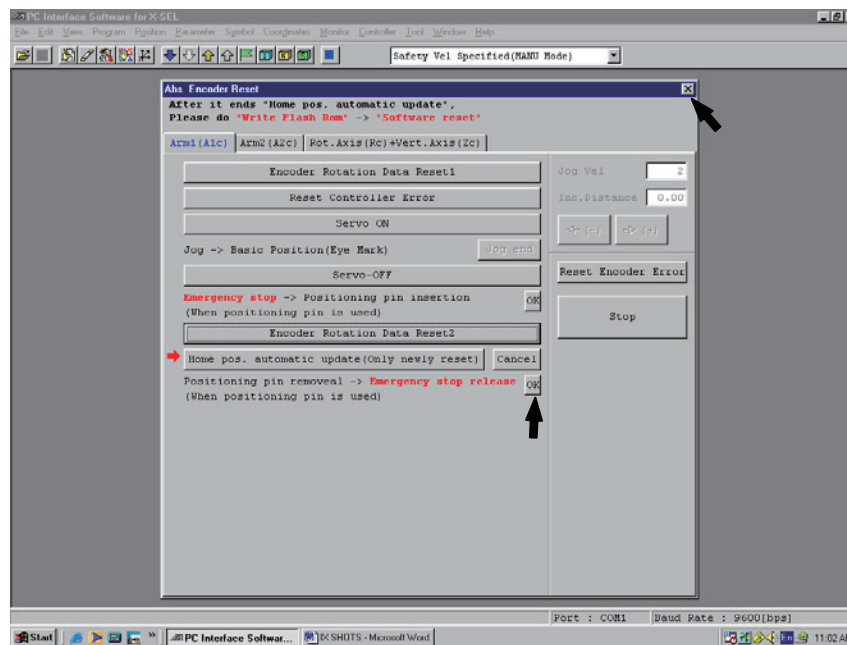 PC Interface Software for X-SEL
File Edit View Program Position Parameter Symbol Coordinates Monitor Controller Tool Window Help
Safety Vel Specified(MANU Mode)
Abs. Encoder Reset
After it ends "Home pos. automatic update",
Please do "Write Flash Rom" -> "Software reset"
Arm1(A1c) Arm2(A2c) Rot.Axis(Rc)+Vert.Axis(Zc)
Encoder Rotation Data Reset1
Reset Controller Error
Servo ON
Jog -> Basic Position(Eye Mark) Jog end
Servo-OFF
Emergency stop -> Positioning pin insertion OK
(When positioning pin is used)
Encoder Rotation Data Reset2
Home pos. automatic update(Only newly reset) Cancel
Positioning pin removeal -> Emergency stop release OK
(When positioning pin is used)
Jog Vel 2
Inc.Distance 0.00
<- (-) -> (+)
Reset Encoder Error
Stop
Port : COM1 Baud Rate : 9600[bps]
Start » PC Interface Softwar... IX SHOTS - Microsoft Word En 11:02 AM